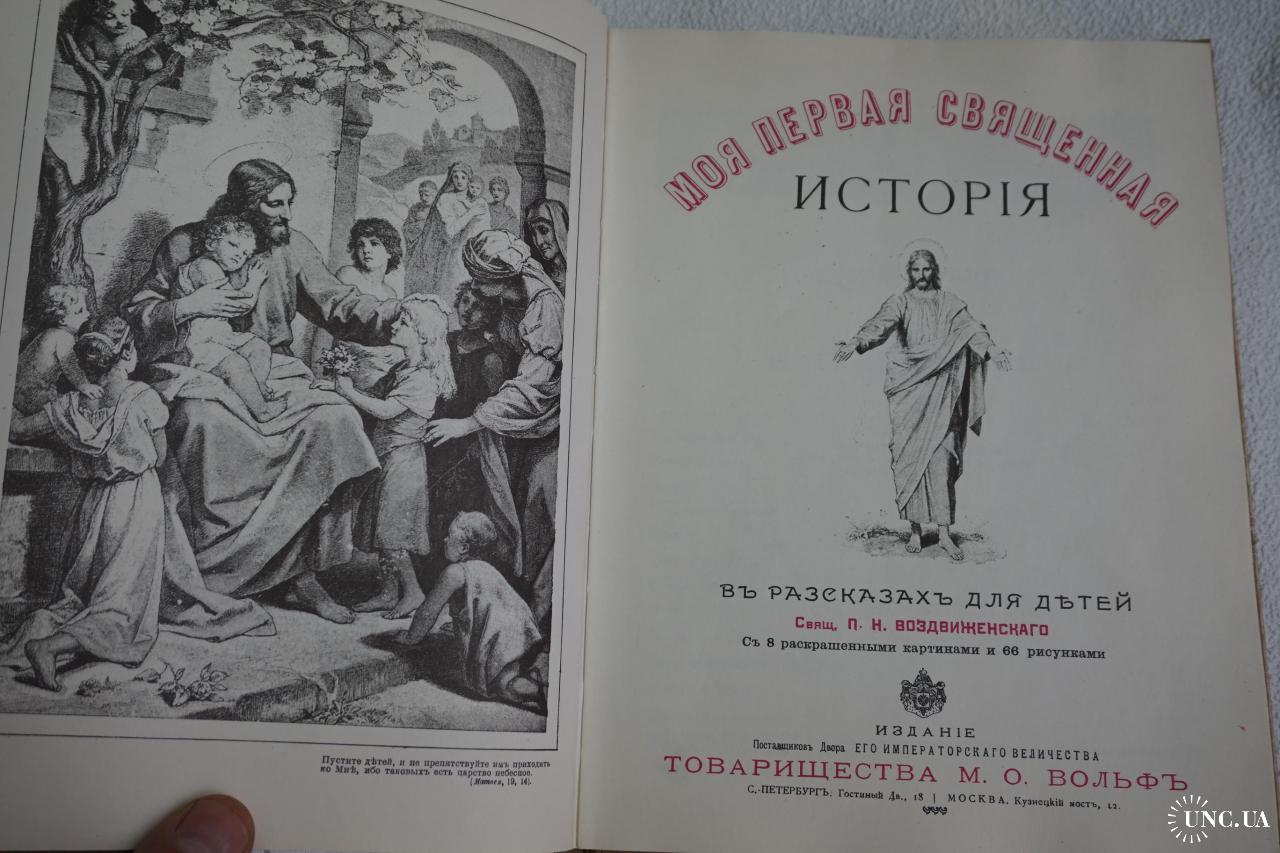 Пустите дѣтей, и не препятствуйте имъ приходить
ко Мнѣ, ибо таковыхъ есть царство небесное.
(Матѳея, 19, 14).
МОЯ ПЕРВАЯ СВЯЩЕННАЯ
ИСТОРІЯ
ВЪ РАЗСКАЗАХЪ ДЛЯ ДѢТЕЙ
Свящ. П. Н. ВОЗДВИЖЕНСКАГО
Съ 8 раскрашенными картинами и 66 рисунками
ИЗДАНІЕ
Поставщиковъ Двора ЕГО ИМПЕРАТОРСКАГО ВЕЛИЧЕСТВА
ТОВАРИЩЕСТВА М. О. ВОЛЬФЪ
С.-ПЕТЕРБУРГЪ, Гостиный Дв., 18 | МОСКВА, Кузнецкій мостъ, 12.
UNC.UA